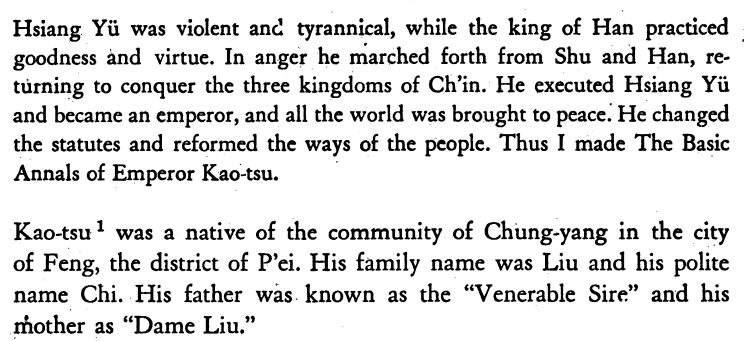 Hsiang Yü was violent and tyrannical, while the king of Han practiced
goodness and virtue. In anger he marched forth from Shu and Han, re-
turning to conquer the three kingdoms of Ch'in. He executed Hsiang Yü
and became an emperor, and all the world was brought to peace. He changed
the statutes and reformed the ways of the people. Thus I made The Basic
Annals of Emperor Kao-tsu.
Kao-tsu¹ was a native of the community of Chung-yang in the city
of Feng, the district of P'ei. His family name was Liu and his polite
name Chi. His father was known as the “Venerable Sire” and his
mother as “Dame Liu.”